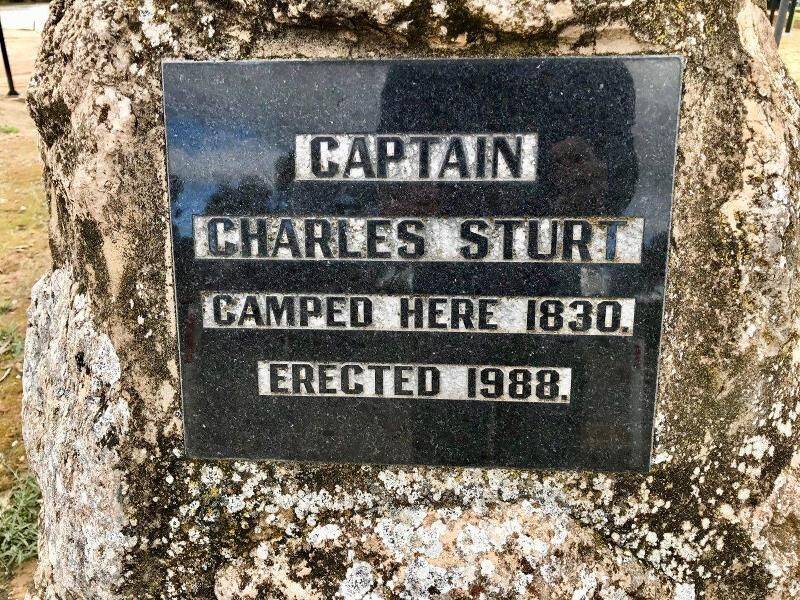 CAPTAIN
CHARLES STURT
CAMPED HERE 1830.
ERECTED 1988.